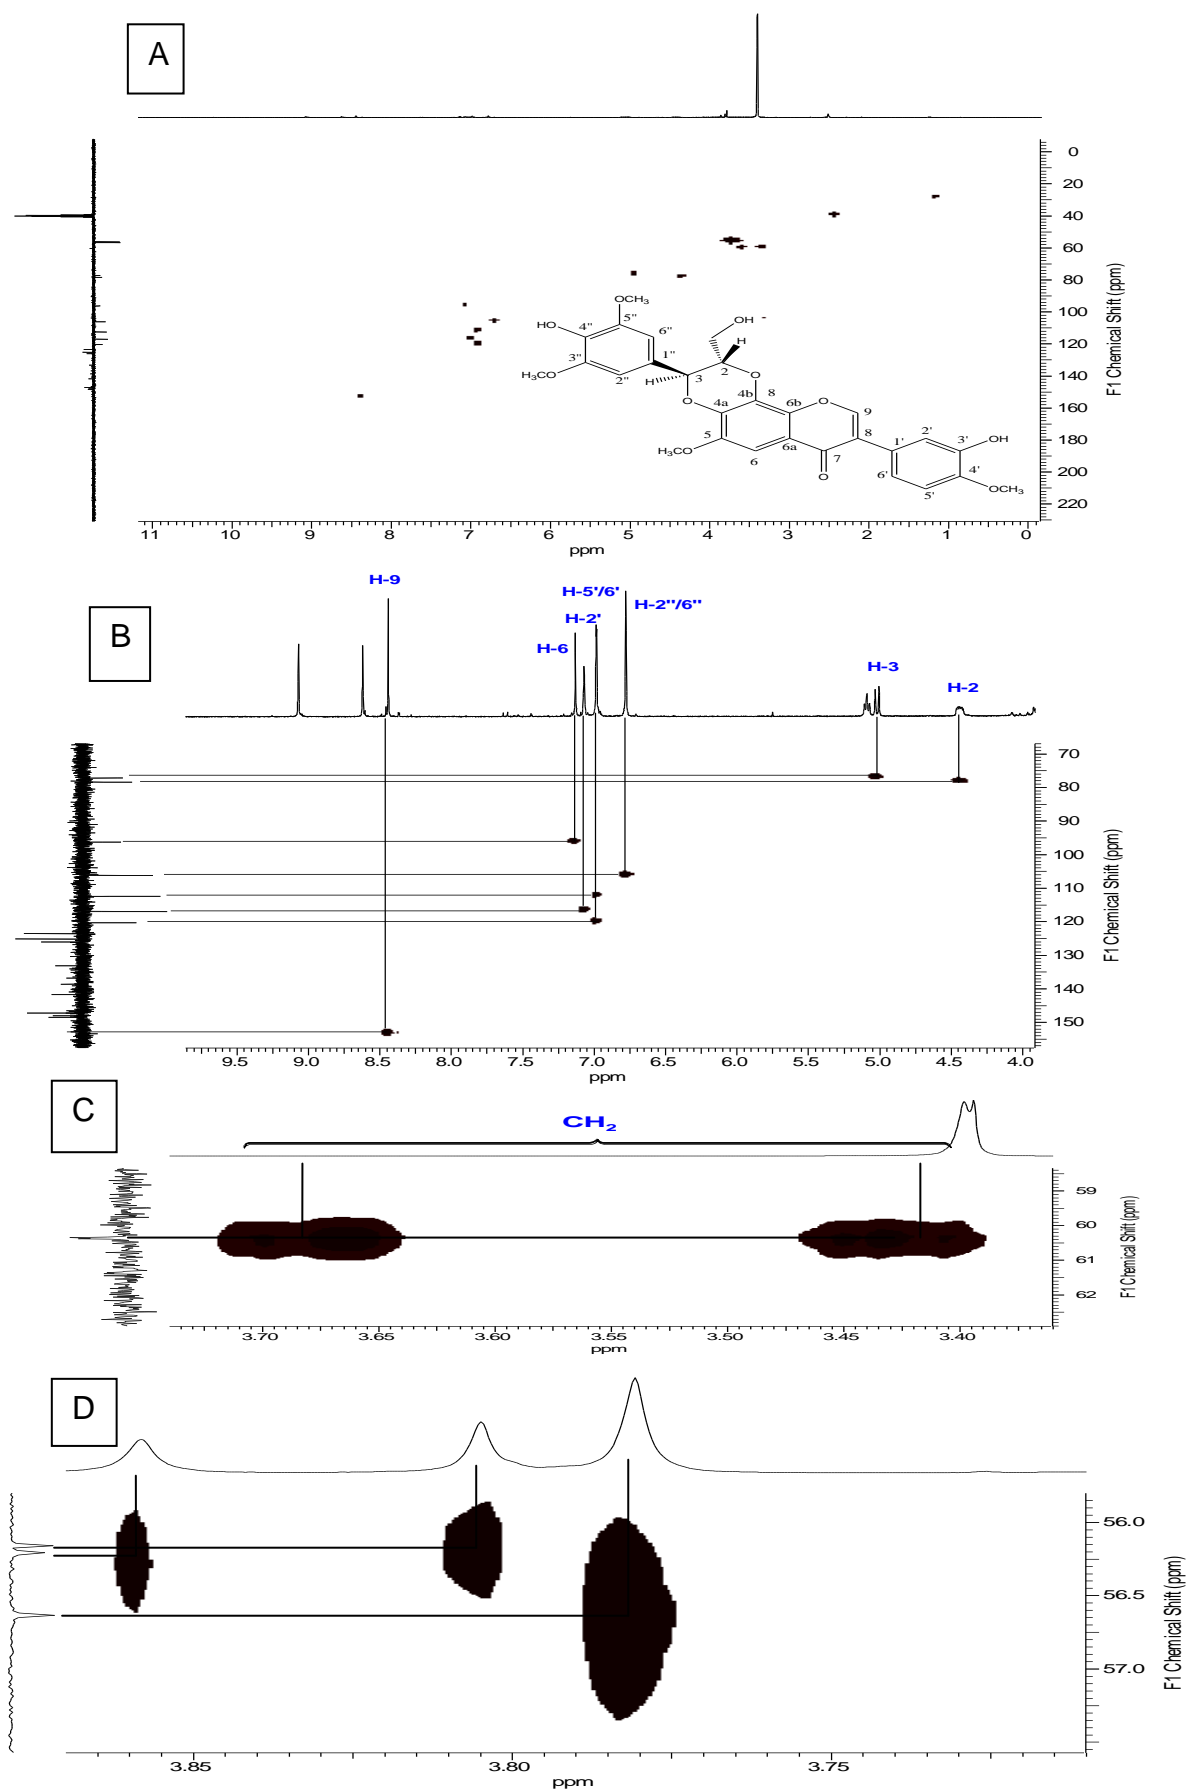 A
0
20
40
60
80
100
120
140
160
180
200
220
F1 Chemical Shift (ppm)
OCH3
HO 4'' 5'' 6'' OH
3'' 1'' H
H3CO 2'' H 3 2 O
O 4a 4b 8 6b O 9
5 8 2' 3' OH
H3CO 6 6a 7 1'
O 6' 4'
5' OCH3
11 10 9 8 7 6 5 4 3 2 1 0
ppm
B
H-9
H-5'/6'
H-2''/6''
H-2'
H-6
H-3
H-2
70
80
90
100
110
120
130
140
150
F1 Chemical Shift (ppm)
9.5 9.0 8.5 8.0 7.5 7.0 6.5 6.0 5.5 5.0 4.5 4.0
ppm
C
CH2
59
60
61
62
F1 Chemical Shift (ppm)
3.70 3.65 3.60 3.55 3.50 3.45 3.40
ppm
D
56.0
56.5
57.0
F1 Chemical Shift (ppm)
3.85 3.80 3.75
ppm